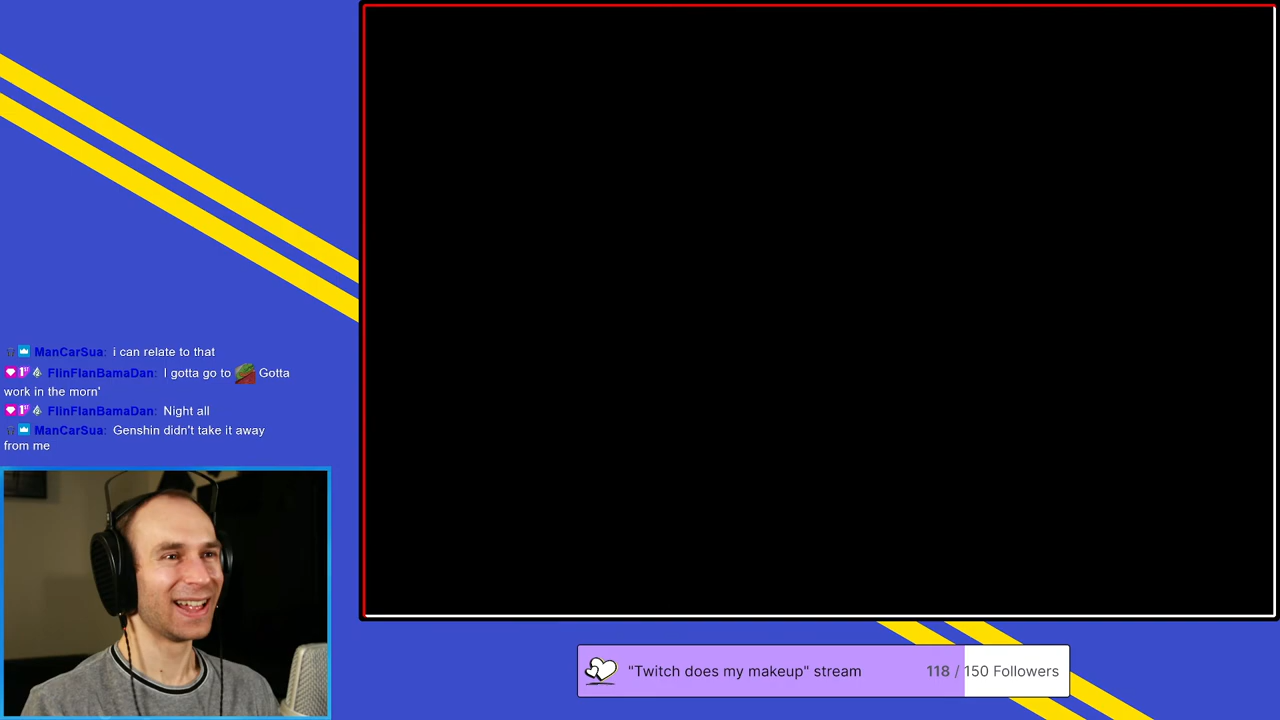 ManCarSua: i can relate to that
FlinFlanBamaDan: I gotta go to Gotta
work in the morn'
FlinFlanBamaDan: Night all
ManCarSua: Genshin didn't take it away
from me
"Twitch does my makeup" stream 118 / 150 Followers